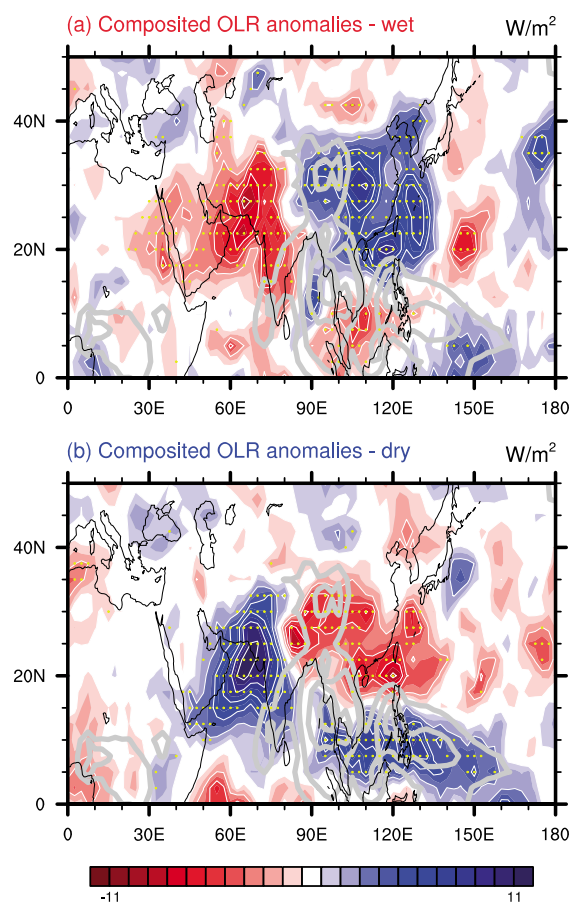 (a) Composited OLR anomalies - wet W/m²
40N
20N
0
0 30E 60E 90E 120E 150E 180
(b) Composited OLR anomalies - dry W/m²
40N
20N
0
0 30E 60E 90E 120E 150E 180
-11 11